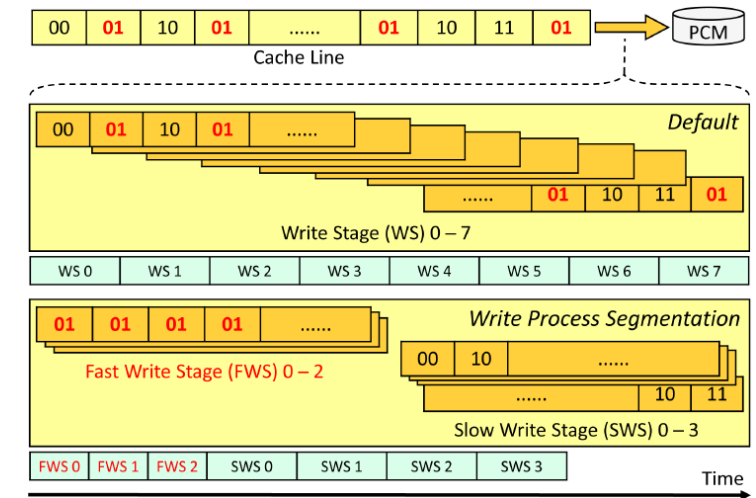 00 01 10 01 ...... 01 10 11 01 PCM
Cache Line
Default
00 01 10 01 ......
...... 01 10 11 01
Write Stage (WS) 0 – 7
WS 0 WS 1 WS 2 WS 3 WS 4 WS 5 WS 6 WS 7
Write Process Segmentation
01 01 01 01 ......
Fast Write Stage (FWS) 0 – 2
00 10 ......
...... 10 11
Slow Write Stage (SWS) 0 – 3
FWS 0 FWS 1 FWS 2 SWS 0 SWS 1 SWS 2 SWS 3
Time